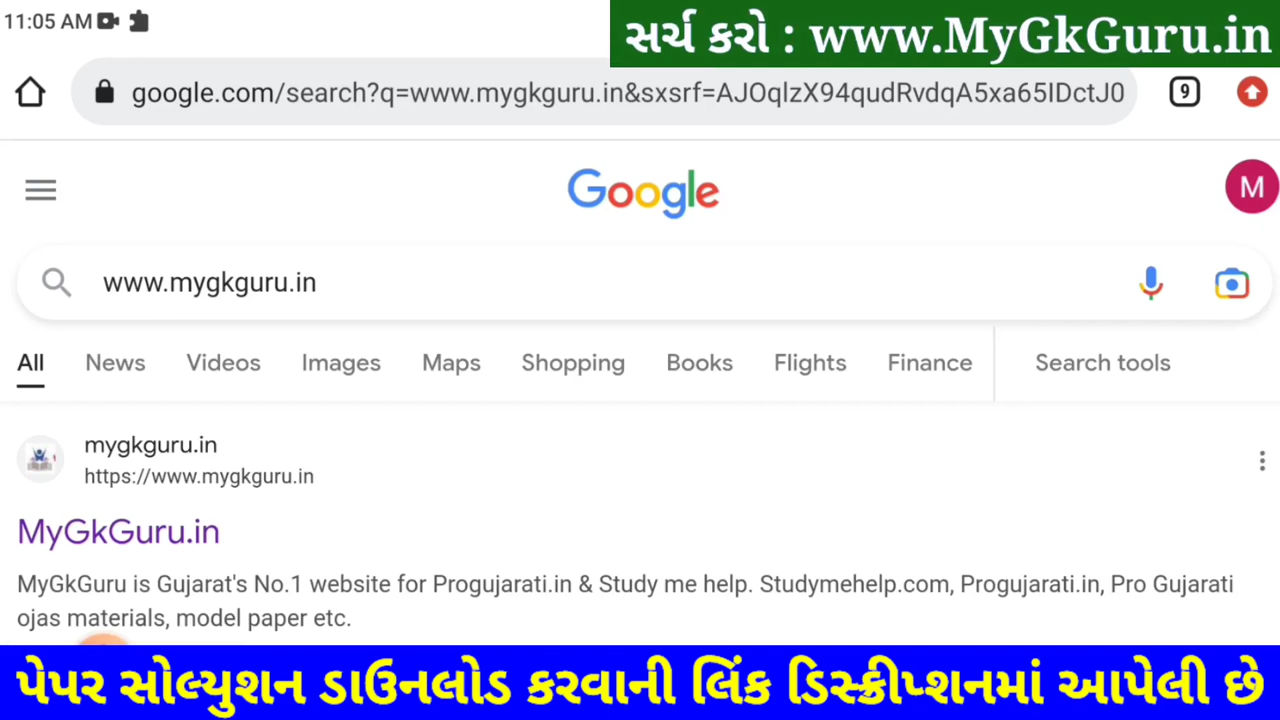 11:05 AM
સર્ચ કરો : www.MyGkGuru.in
google.com/search?q=www.mygkguru.in&sxsrf=AJOqlzX94qudRvdqA5xa65IDctJ0
9
Google
M
www.mygkguru.in
All News Videos Images Maps Shopping Books Flights Finance Search tools
mygkguru.in
https://www.mygkguru.in
MyGkGuru.in
MyGkGuru is Gujarat's No.1 website for Progujarati.in & Study me help. Studymehelp.com, Progujarati.in, Pro Gujarati
ojas materials, model paper etc.
પેપર સોલ્યુશન ડાઉનલોડ કરવાની લિંક ડિસ્ક્રીપ્શનમાં આપેલી છે